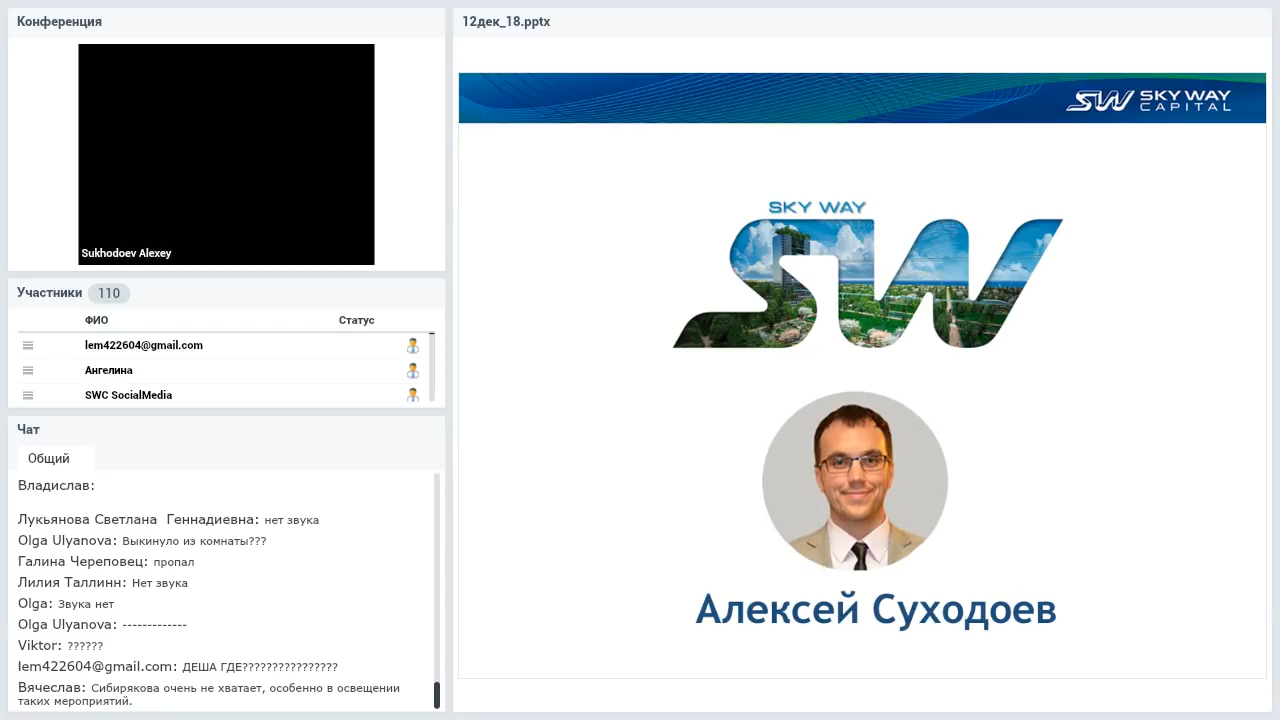 Конференция
Sukhodoev Alexey
Участники 110
ФИО Статус
lem422604@gmail.com
Ангелина
SWC SocialMedia
Чат
Общий
Владислав:
Лукьянова Светлана Геннадиевна: нет звука
Olga Ulyanova: Выкинуло из комнаты???
Галина Череповец: пропал
Лилия Таллинн: Нет звука
Olga: Звука нет
Olga Ulyanova: -------------
Viktor: ??????
lem422604@gmail.com: ДЕША ГДЕ????????????????
Вячеслав: Сибирякова очень не хватает, особенно в освещении
таких мероприятий.
12дек_18.pptx
SW SKY WAY
CAPITAL
SKY WAY
SW
Алексей Суходоев